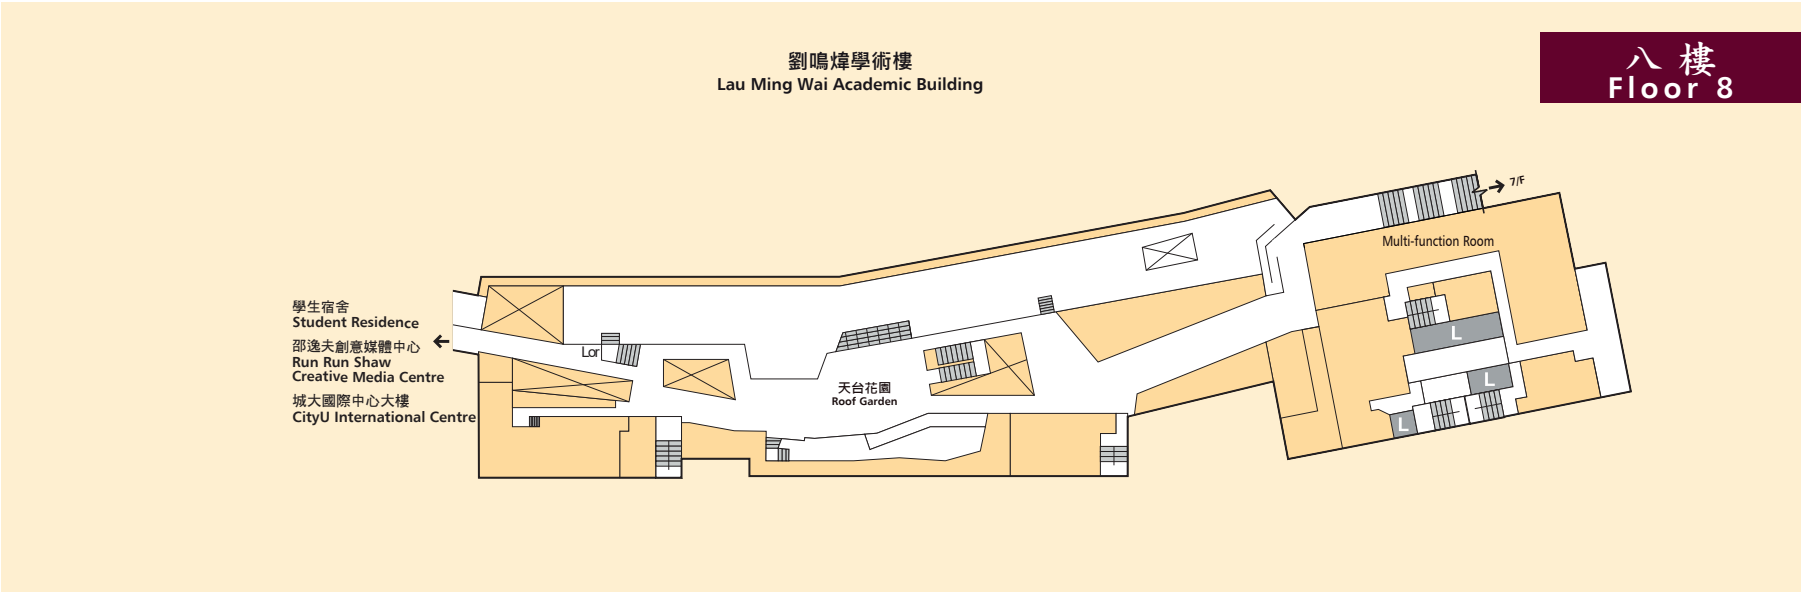 劉鳴煒學術樓
Lau Ming Wai Academic Building
八樓
Floor 8
7/F
Multi-function Room
學生宿舍
Student Residence
邵逸夫創意媒體中心
Run Run Shaw
Creative Media Centre
城大國際中心大樓
CityU International Centre
Lor
天台花園
Roof Garden
L
L
L